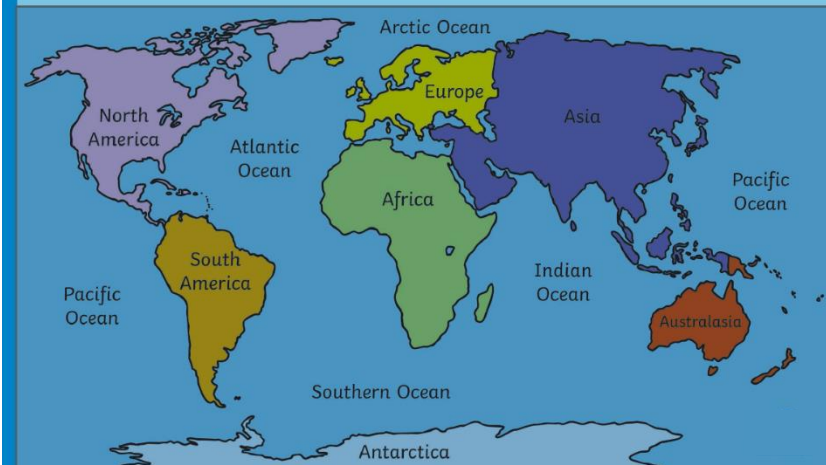 Arctic Ocean
North
America
Europe
Asia
Atlantic
Ocean
Africa
Pacific
Ocean
South
America
Indian
Ocean
Pacific
Ocean
Australasia
Southern Ocean
Antarctica